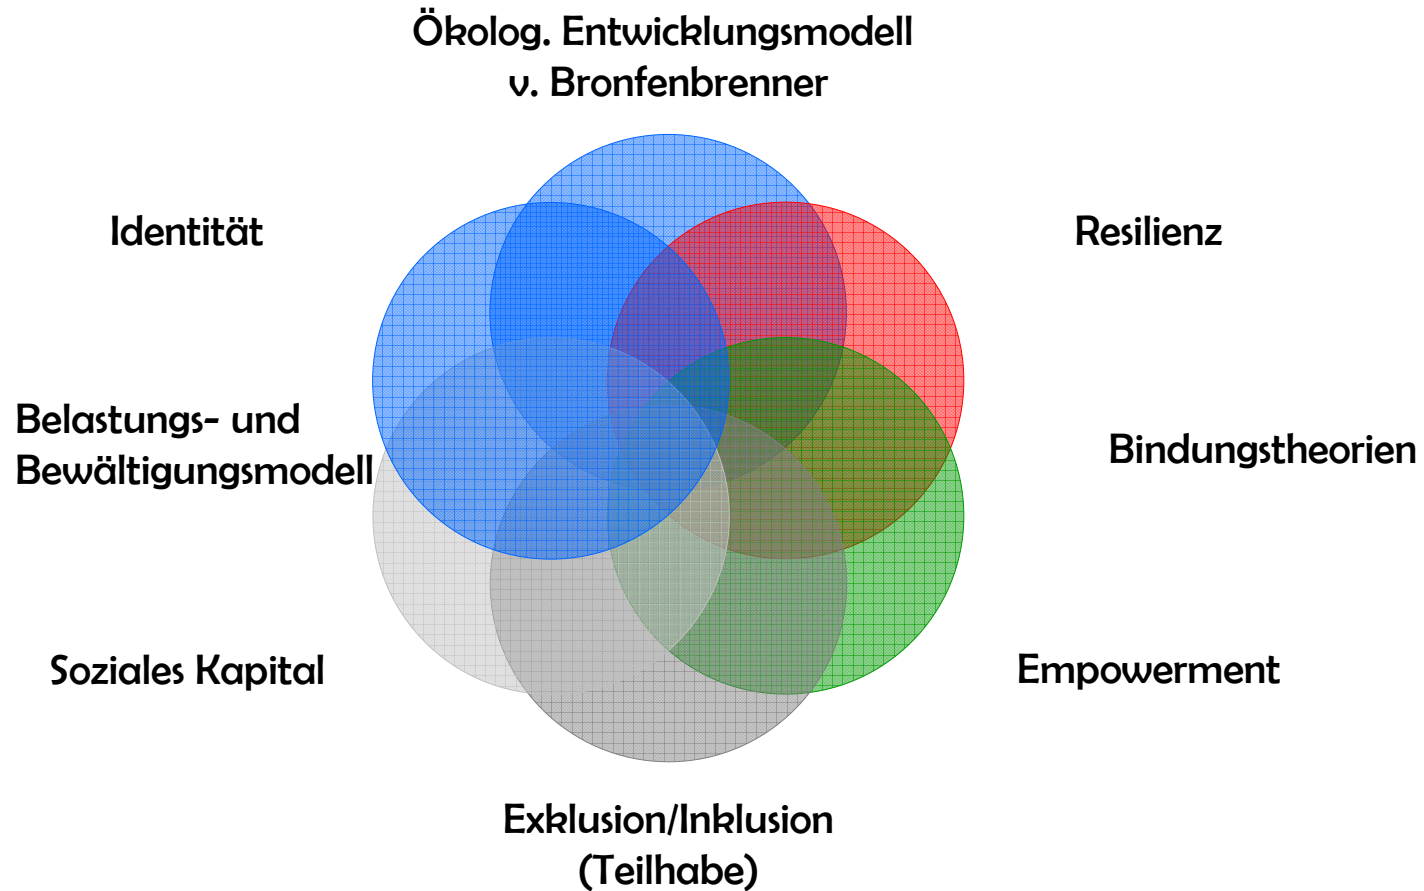 Ökolog. Entwicklungsmodell
v. Bronfenbrenner
Identität
Resilienz
Belastungs- und
Bewältigungsmodell
Bindungstheorien
Soziales Kapital
Empowerment
Exklusion/Inklusion
(Teilhabe)